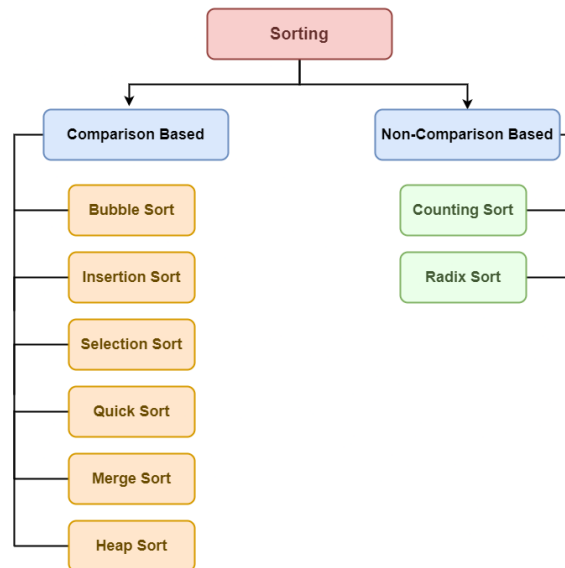 Sorting
Comparison Based
Non-Comparison Based
Bubble Sort
Counting Sort
Insertion Sort
Radix Sort
Selection Sort
Quick Sort
Merge Sort
Heap Sort